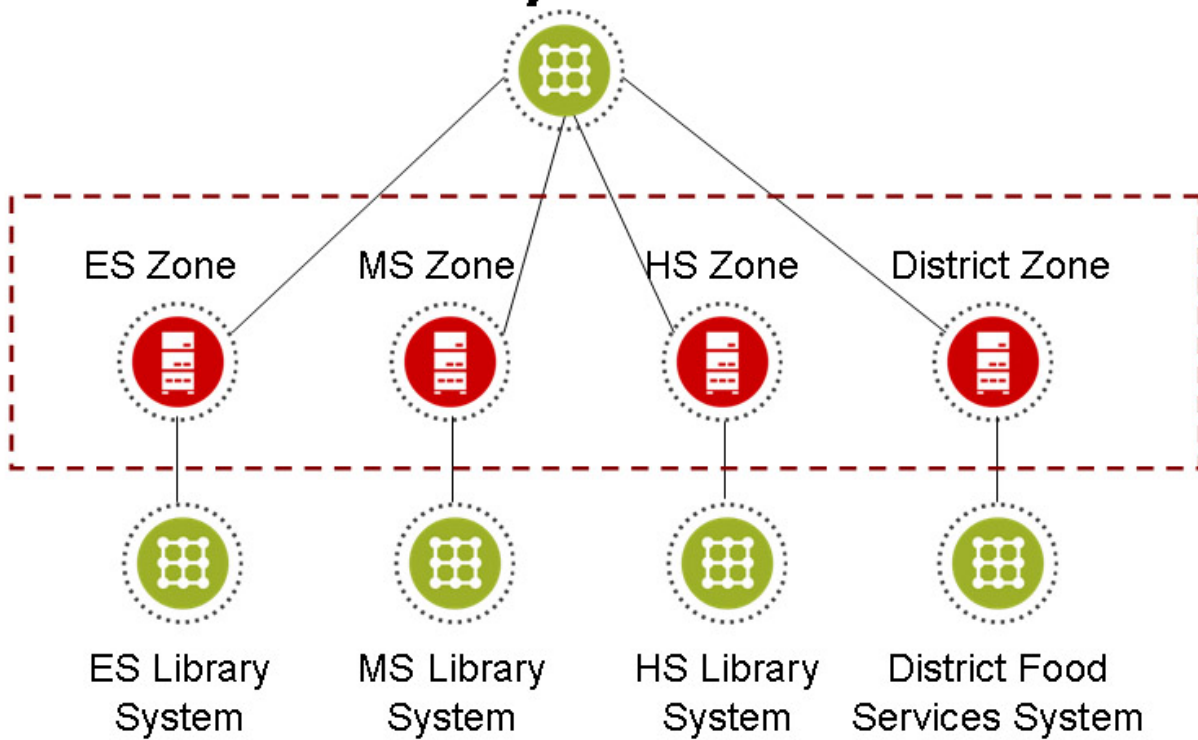 ES Zone
MS Zone
HS Zone
District Zone
ES Library
System
MS Library
System
HS Library
System
District Food
Services System